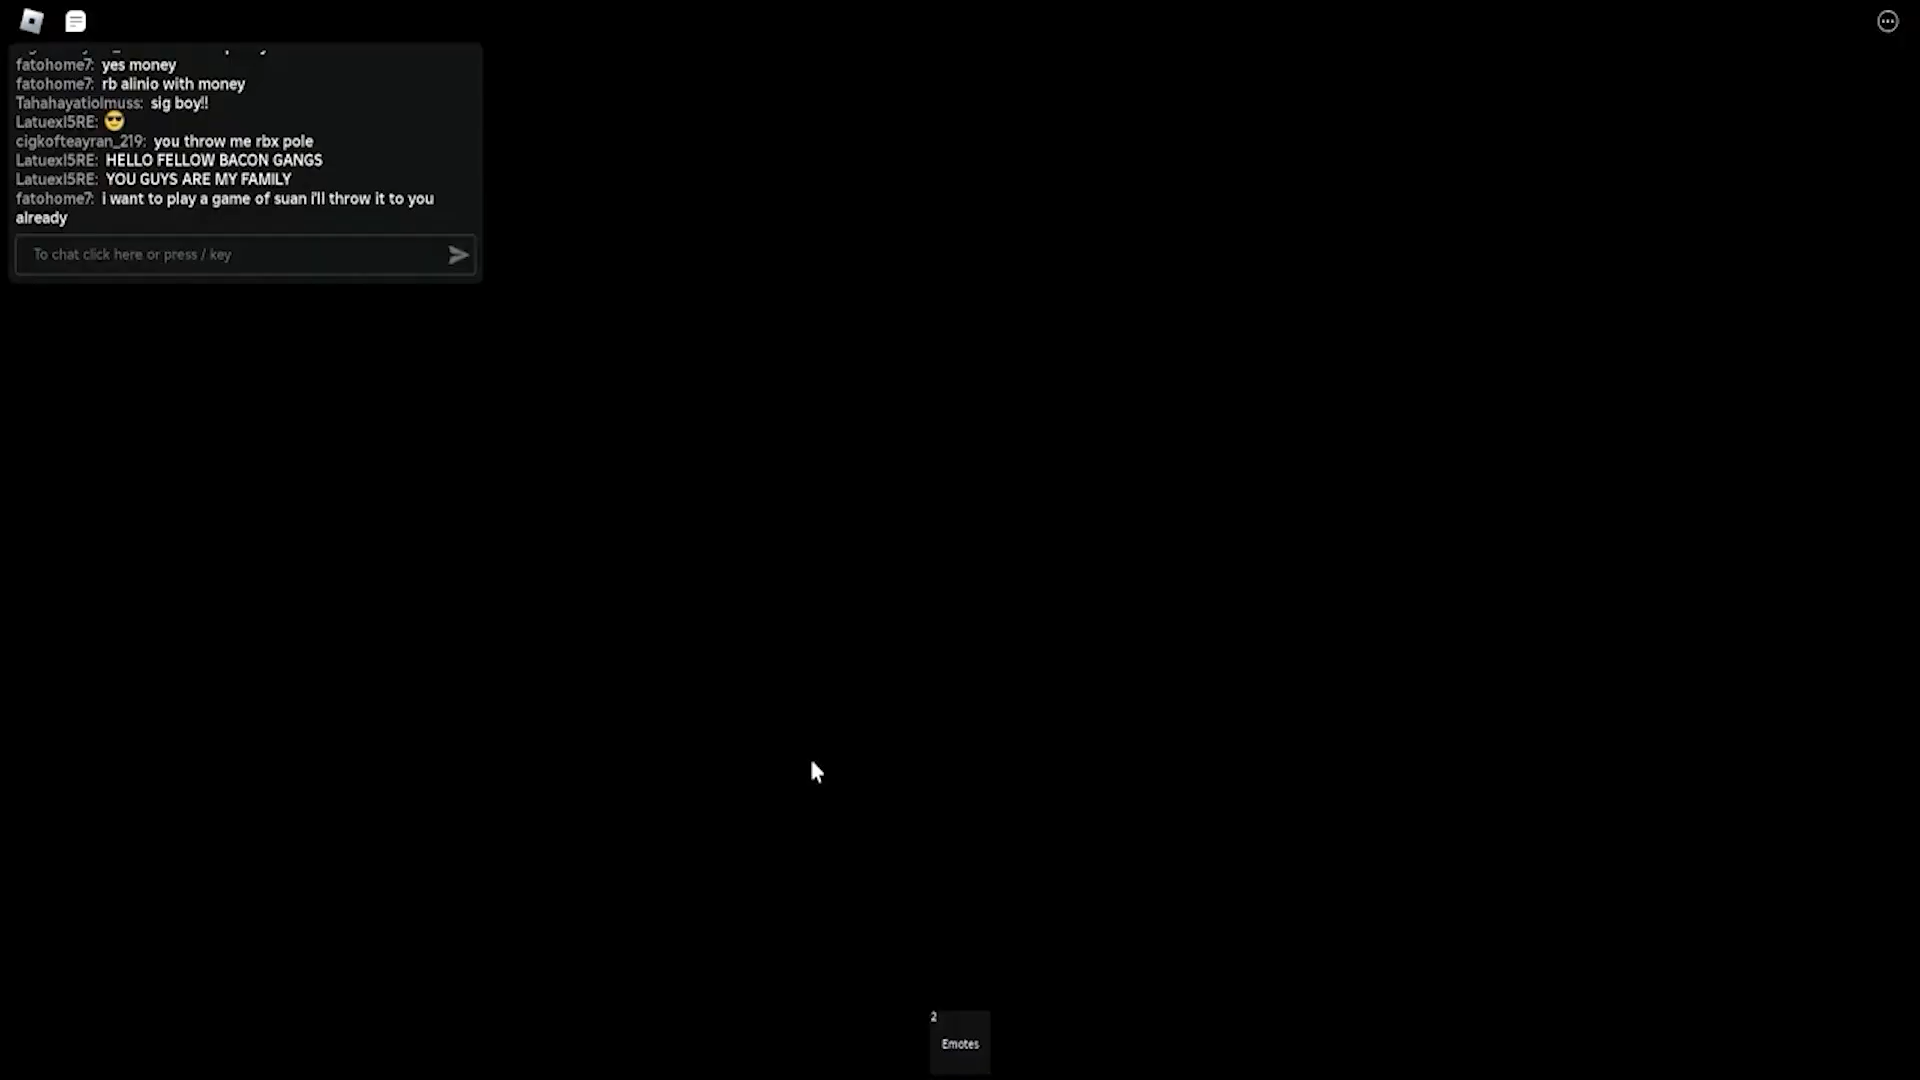 fatohome7: yes money
fatohome7: rb alinio with money
Tahahayatiolmuss: sig boy!!
Latuexl5RE: 😎
cigkofteayran_219: you throw me rbx pole
Latuexl5RE: HELLO FELLOW BACON GANGS
Latuexl5RE: YOU GUYS ARE MY FAMILY
fatohome7: i want to play a game of suan i'll throw it to you
already
To chat click here or press / key
2
Emotes